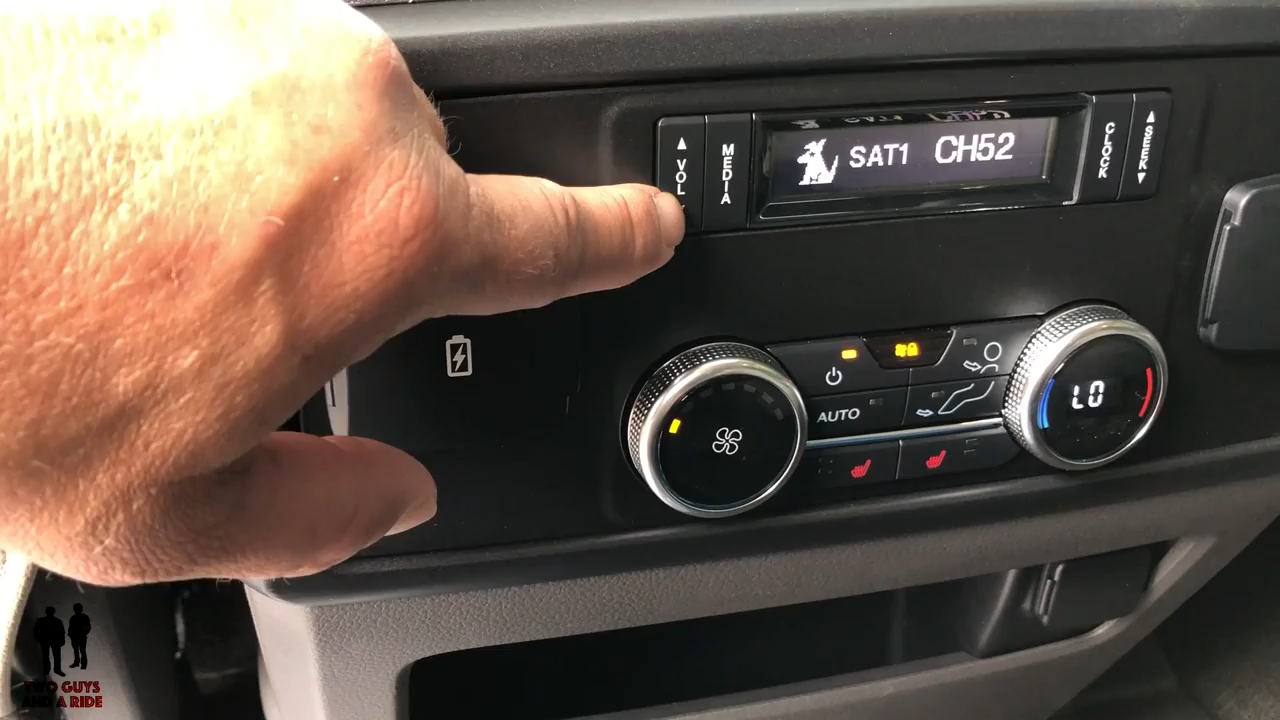 VOL
MEDIA
SAT1 CH52
CLOCK
SEEK
AUTO
LO
TWO GUYS
AND A RIDE